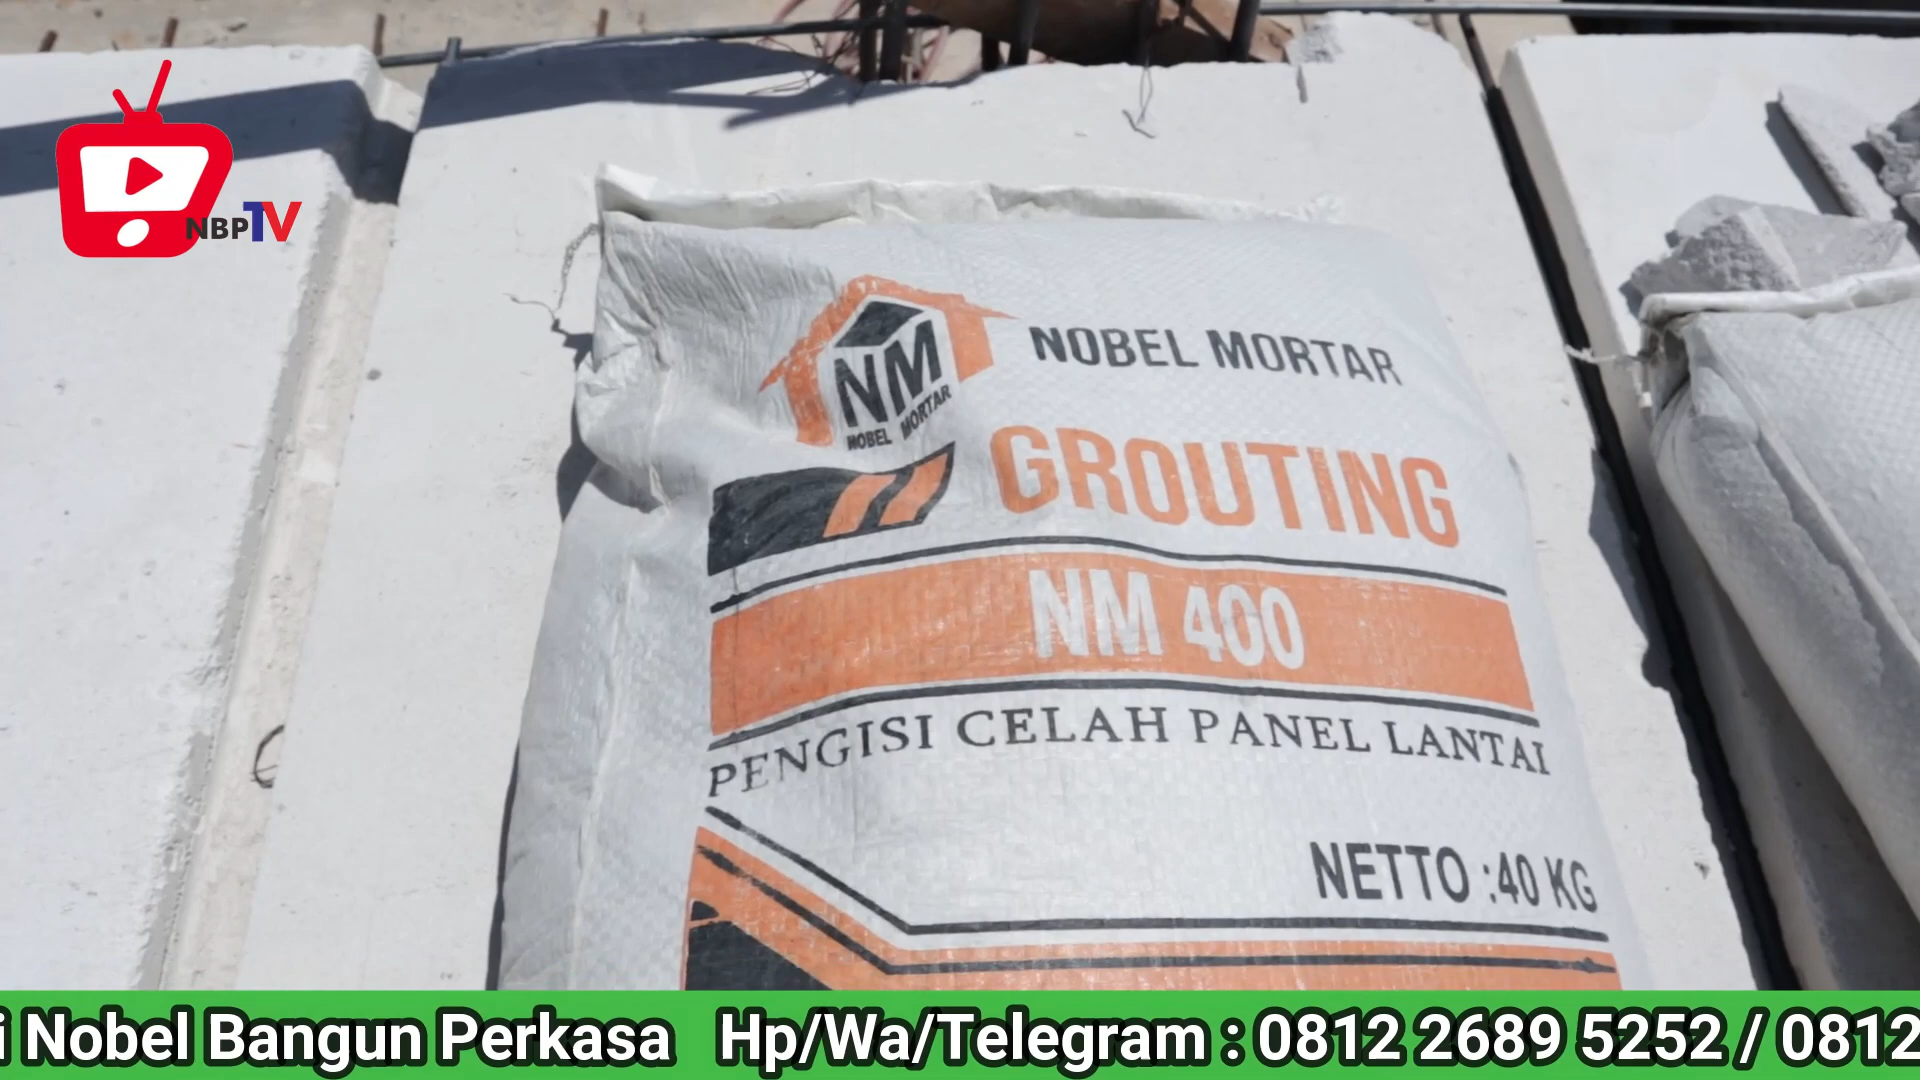 NBPTV
NM
NOBEL MORTAR
NOBEL MORTAR
GROUTING
NM 400
PENGISI CELAH PANEL LANTAI
NETTO :40 KG
i Nobel Bangun Perkasa Hp/Wa/Telegram : 0812 2689 5252 / 0812